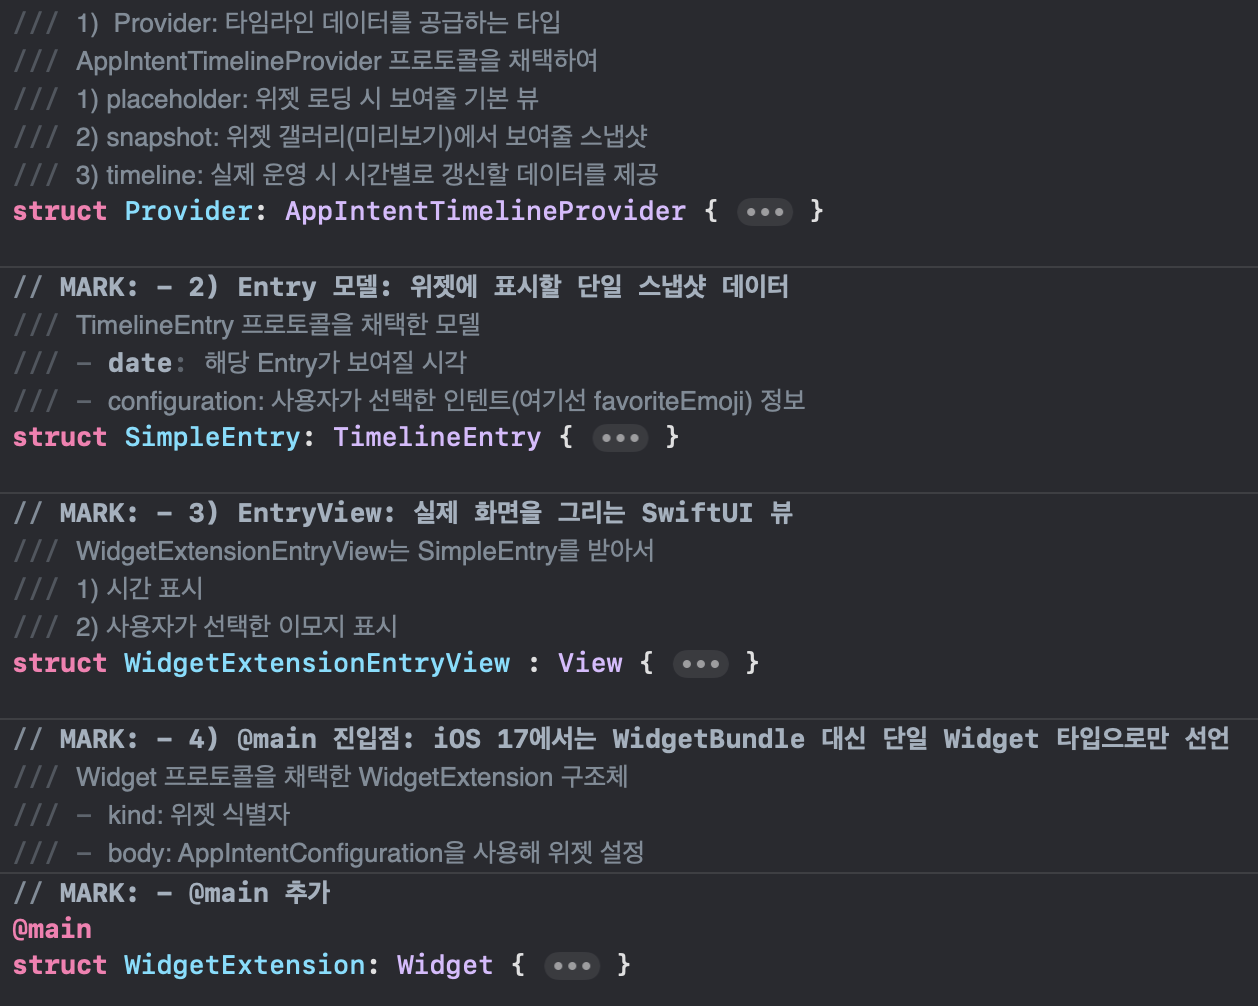 /// 1)  Provider: 타임라인 데이터를 공급하는 타입
/// AppIntentTimelineProvider 프로토콜을 채택하여
/// 1) placeholder: 위젯 로딩 시 보여줄 기본 뷰
/// 2) snapshot: 위젯 갤러리(미리보기)에서 보여줄 스냅샷
/// 3) timeline: 실제 운영 시 시간별로 갱신할 데이터를 제공
struct Provider: AppIntentTimelineProvider { ••• }
// MARK: - 2) Entry 모델: 위젯에 표시할 단일 스냅샷 데이터
/// TimelineEntry 프로토콜을 채택한 모델
/// - date: 해당 Entry가 보여질 시각
/// - configuration: 사용자가 선택한 인텐트(여기선 favoriteEmoji) 정보
struct SimpleEntry: TimelineEntry { ••• }
// MARK: - 3) EntryView: 실제 화면을 그리는 SwiftUI 뷰
/// WidgetExtensionEntryView는 SimpleEntry를 받아서
/// 1) 시간 표시
/// 2) 사용자가 선택한 이모지 표시
struct WidgetExtensionEntryView : View { ••• }
// MARK: - 4) @main 진입점: iOS 17에서는 WidgetBundle 대신 단일 Widget 타입으로만 선언
/// Widget 프로토콜을 채택한 WidgetExtension 구조체
/// - kind: 위젯 식별자
/// - body: AppIntentConfiguration을 사용해 위젯 설정
// MARK: - @main 추가
@main
struct WidgetExtension: Widget { ••• }